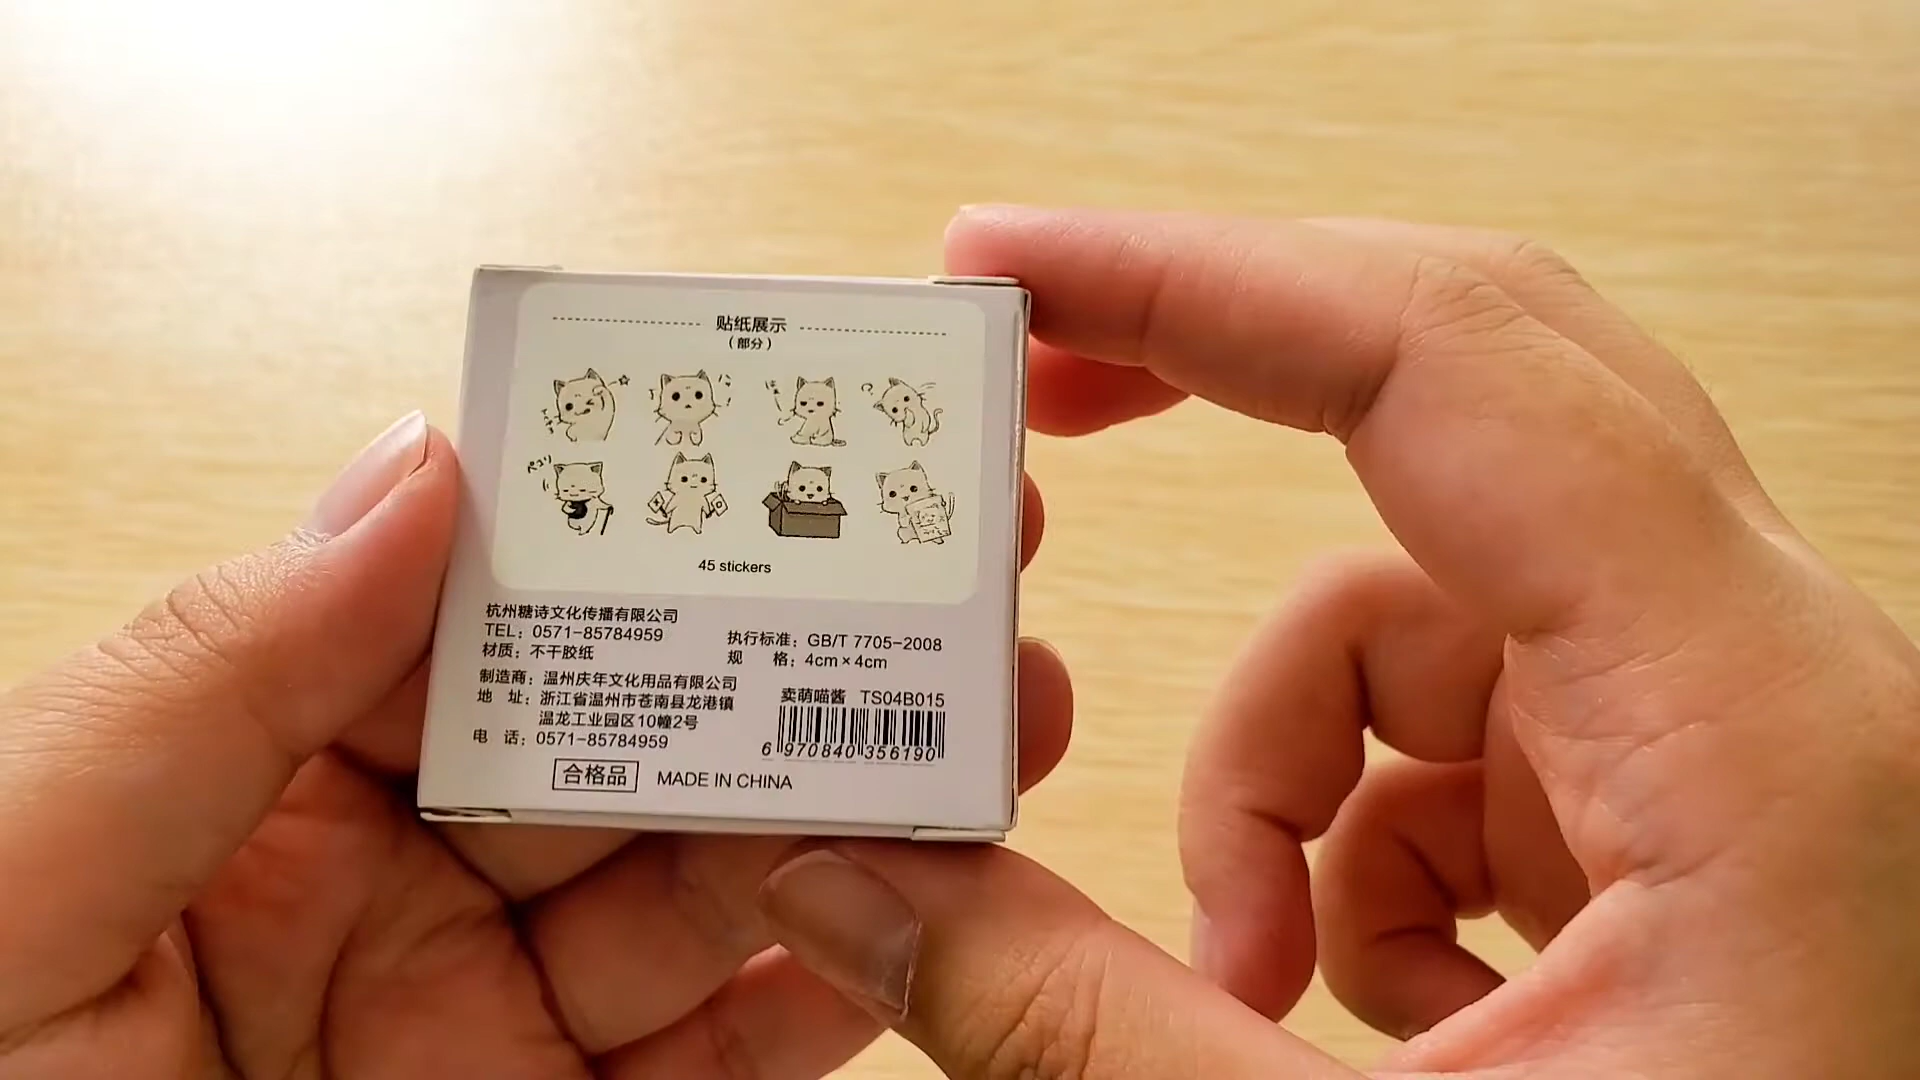 贴纸展示
（部分）
ペコリ
45 stickers
杭州糖诗文化传播有限公司
TEL：0571-85784959
材质：不干胶纸
执行标准：GB/T 7705-2008
规 格：4cm×4cm
制造商：温州庆年文化用品有限公司
地 址：浙江省温州市苍南县龙港镇
温龙工业园区10幢2号
电 话：0571-85784959
卖萌喵酱 TS04B015
6 970840 356190
合格品 MADE IN CHINA